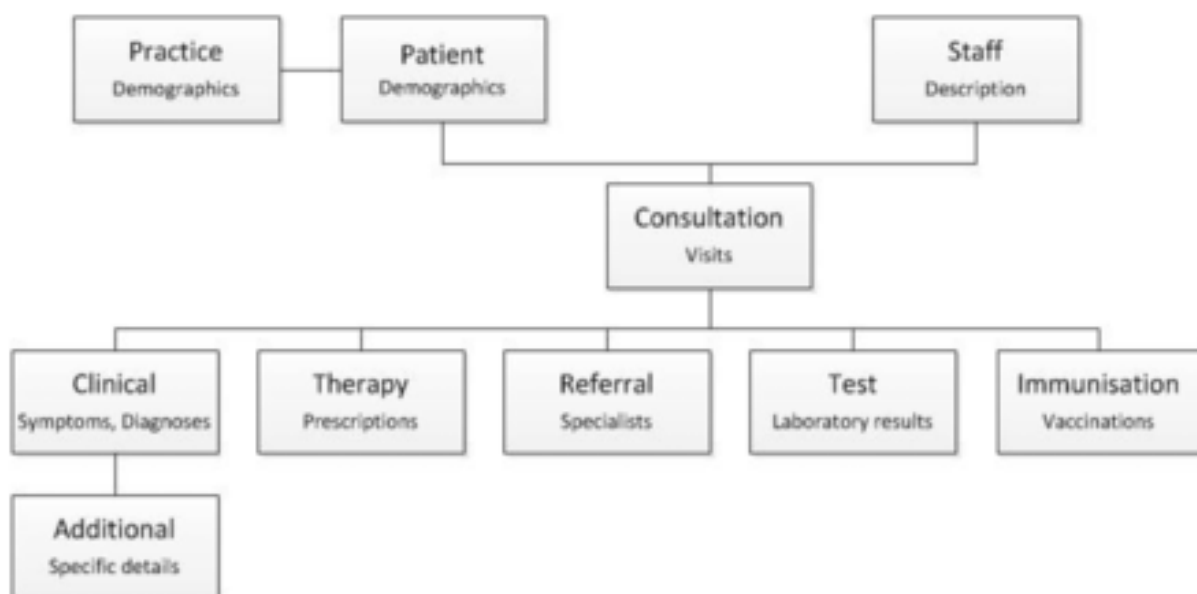 Practice
Demographics
Patient
Demographics
Staff
Description
Consultation
Visits
Clinical
Symptoms, Diagnoses
Therapy
Prescriptions
Referral
Specialists
Test
Laboratory results
Immunisation
Vaccinations
Additional
Specific details